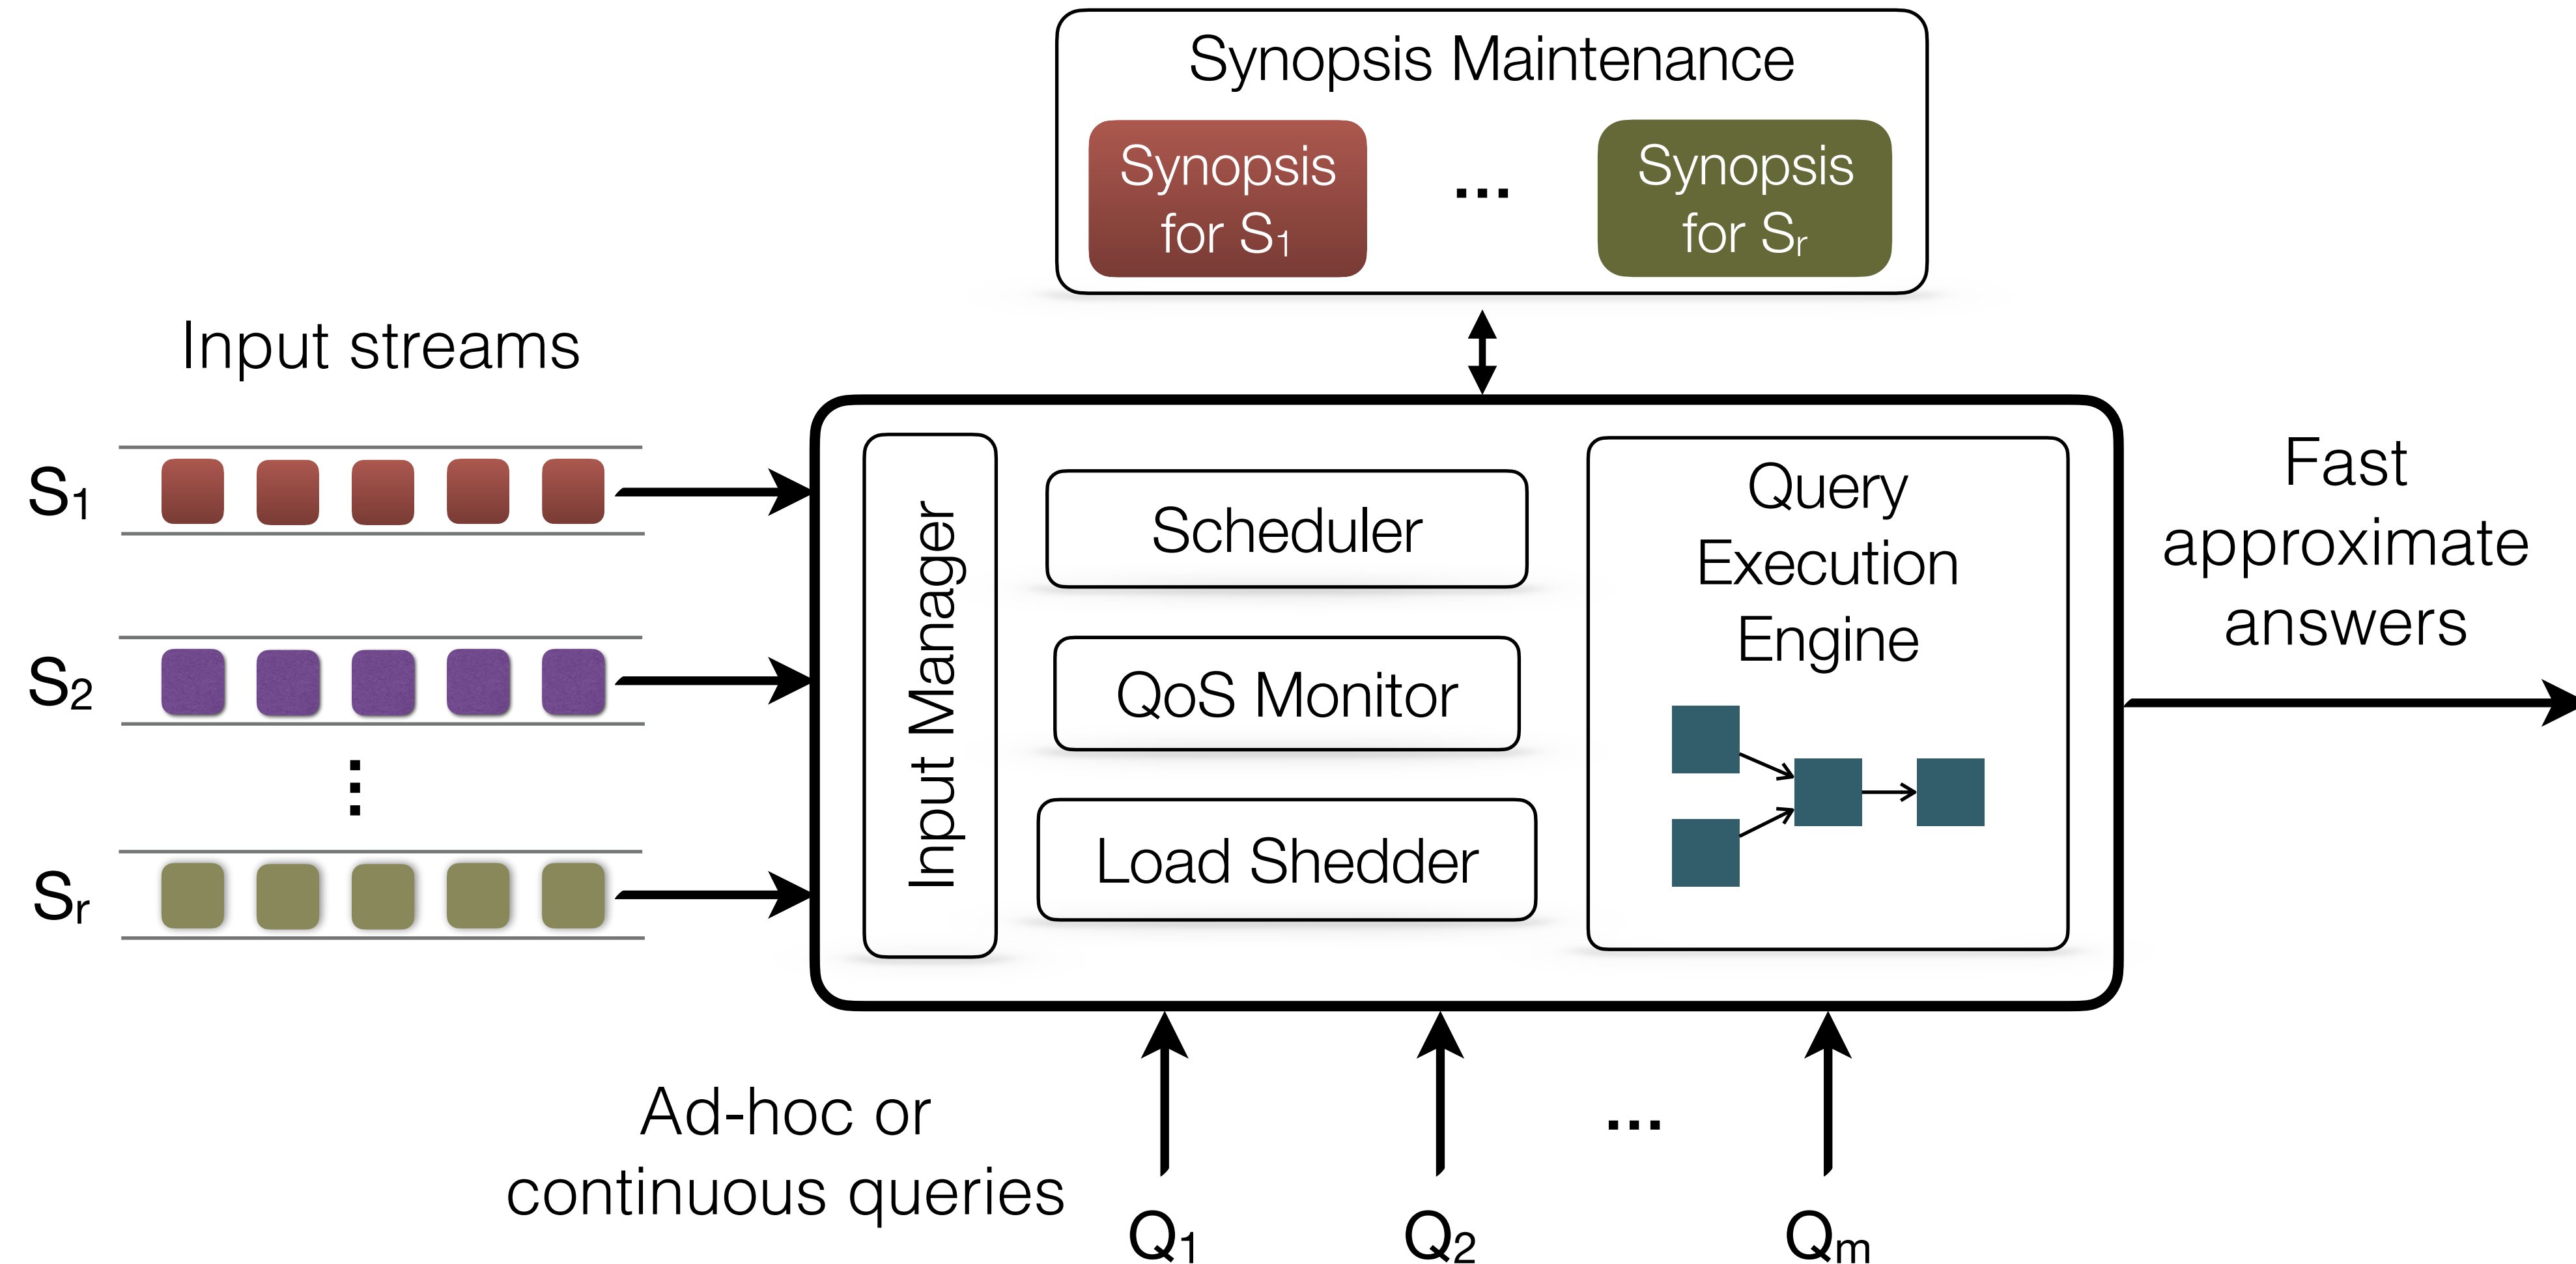 Synopsis Maintenance
Synopsis
for S₁
...
Synopsis
for Sᵣ
Input streams
S₁
S₂
⋮
Sᵣ
Input Manager
Scheduler
QoS Monitor
Load Shedder
Query
Execution
Engine
Fast
approximate
answers
Ad-hoc or
continuous queries
...
Q₁
Q₂
Qₘ